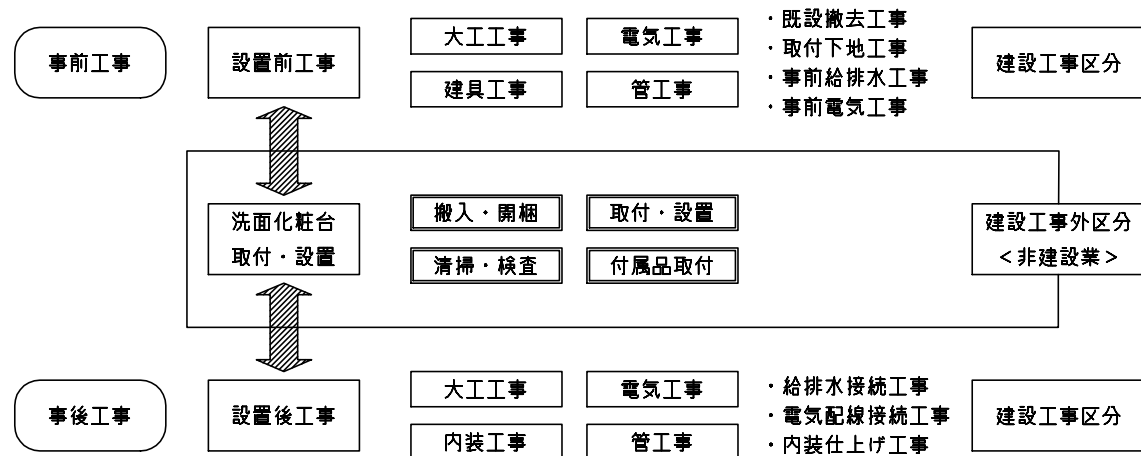 事前工事
設置前工事
大工工事
電気工事
建具工事
管工事
・既設撤去工事
・取付下地工事
・事前給排水工事
・事前電気工事
建設工事区分
洗面化粧台
取付・設置
搬入・開梱
取付・設置
清掃・検査
付属品取付
建設工事外区分
<非建設業>
事後工事
設置後工事
大工工事
電気工事
内装工事
管工事
・給排水接続工事
・電気配線接続工事
・内装仕上げ工事
建設工事区分